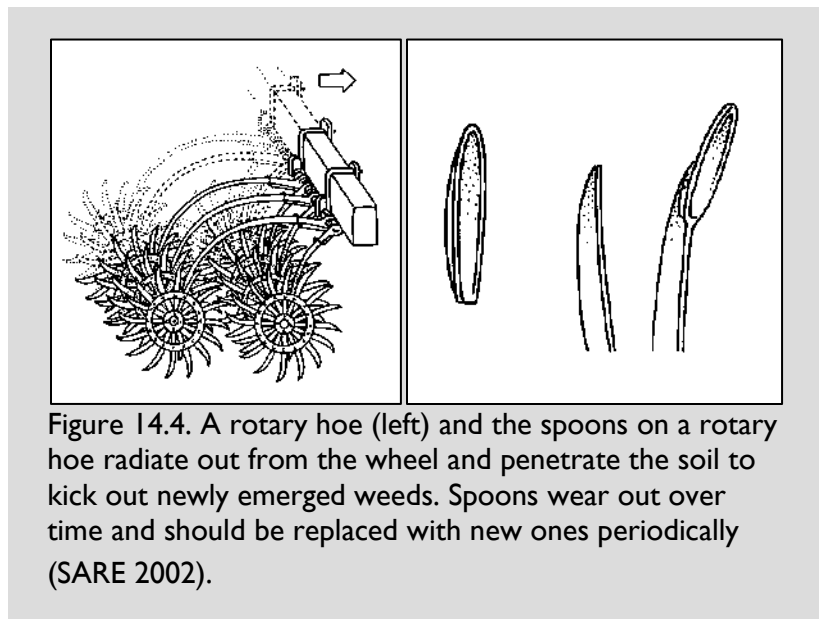 Figure 14.4. A rotary hoe (left) and the spoons on a rotary
hoe radiate out from the wheel and penetrate the soil to
kick out newly emerged weeds. Spoons wear out over
time and should be replaced with new ones periodically
(SARE 2002).